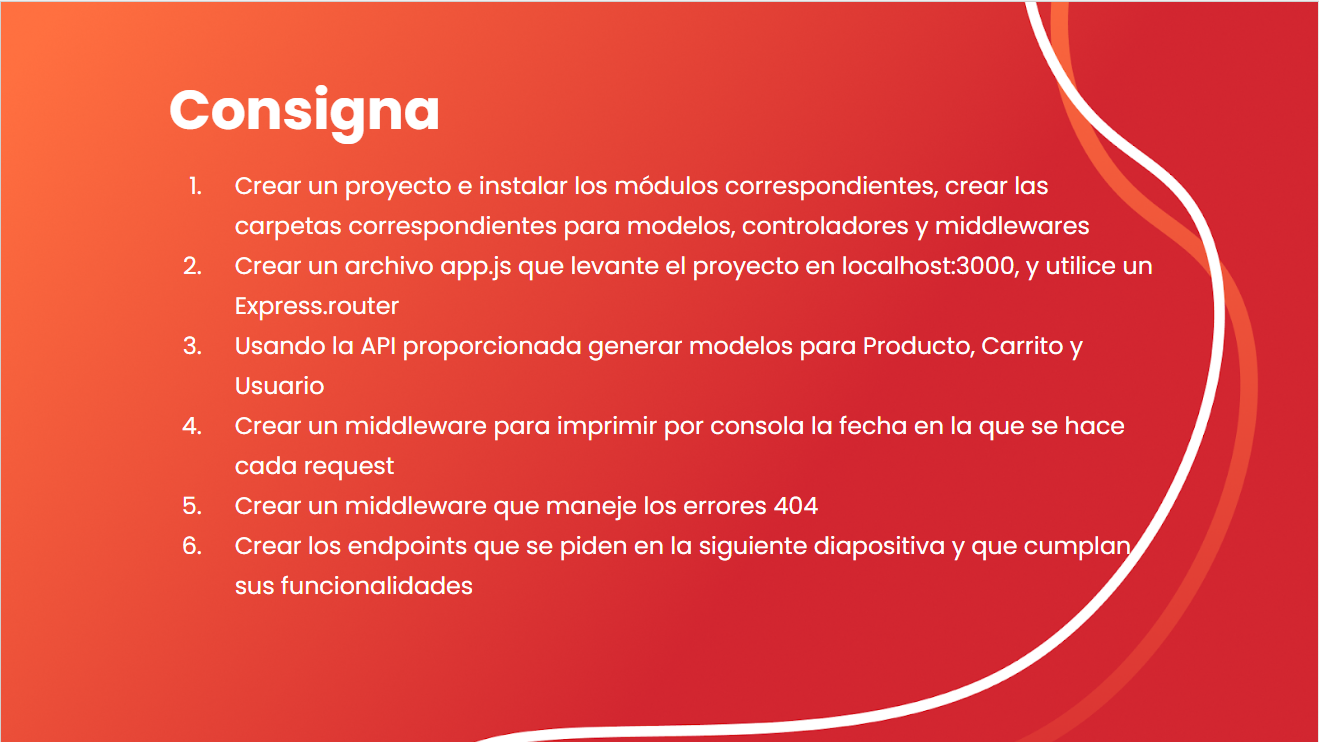 Consigna
1. Crear un proyecto e instalar los módulos correspondientes, crear las
carpetas correspondientes para modelos, controladores y middlewares
2. Crear un archivo app.js que levante el proyecto en localhost:3000, y utilice un
Express.router
3. Usando la API proporcionada generar modelos para Producto, Carrito y
Usuario
4. Crear un middleware para imprimir por consola la fecha en la que se hace
cada request
5. Crear un middleware que maneje los errores 404
6. Crear los endpoints que se piden en la siguiente diapositiva y que cumplan
sus funcionalidades